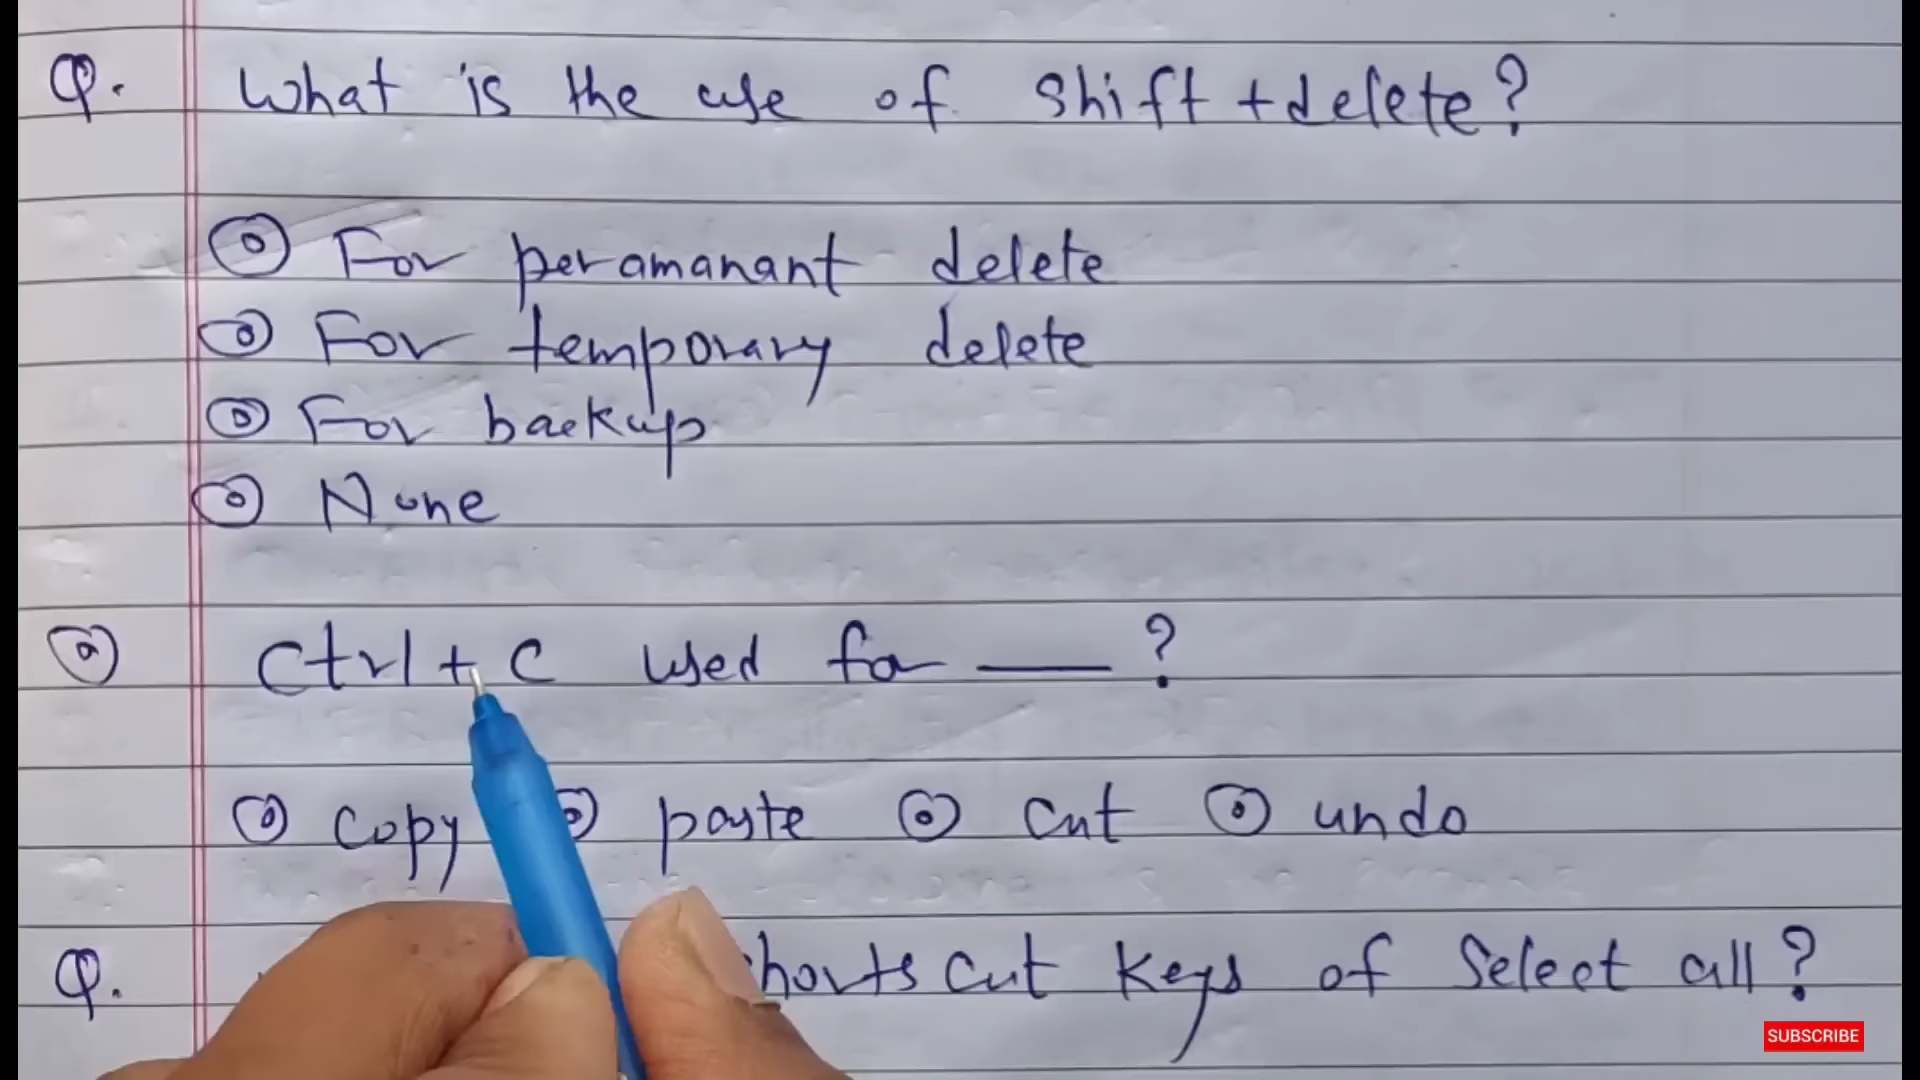 Q. What is the use of shift + delete?
For peramanant delete
For temporary delete
For backup
None
Q Ctrl + C used for ___ ?
copy paste cut undo
Q. shorts cut keys of Select all?
SUBSCRIBE